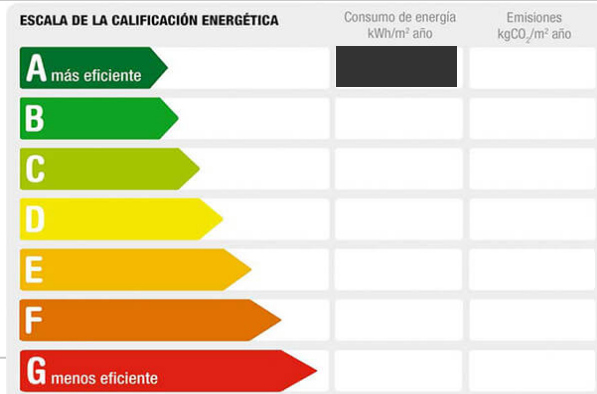 ESCALA DE LA CALIFICACIÓN ENERGÉTICA
Consumo de energía
kWh/m² año
Emisiones
kgCO₂/m² año
A más eficiente
B
C
D
E
F
G menos eficiente